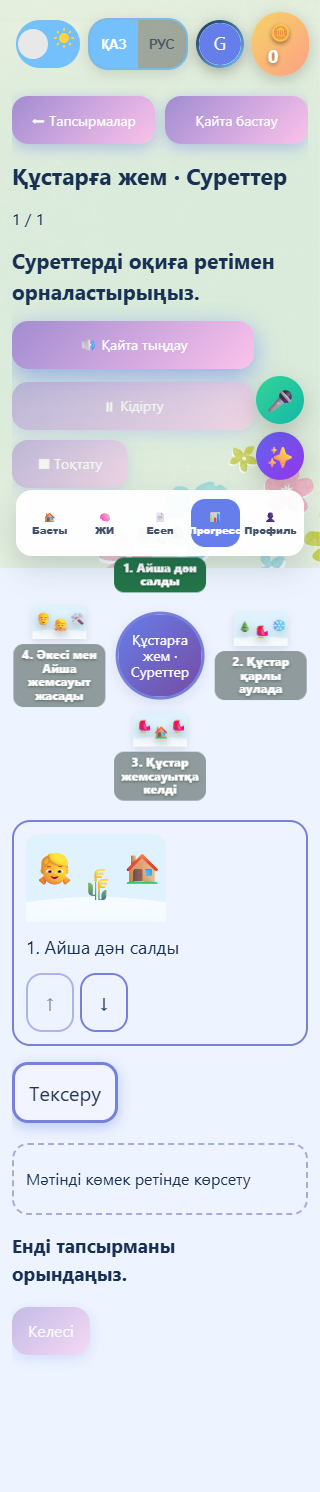 ҚАЗ РУС G 0
← Тапсырмалар
Қайта бастау
Құстарға жем · Суреттер
1 / 1
Суреттерді оқиға ретімен
орналастырыңыз.
Қайта тыңдау
Кідірту
Тоқтату
Басты ЖИ Есеп Прогресс Профиль
1. Айша дән
салды
Құстарға
жем ·
Суреттер
4. Әкесі мен
Айша
жемсауыт
жасады
2. Құстар
қарлы
аулада
3. Құстар
жемсауытқа
келді
1. Айша дән салды
↑ ↓
Тексеру
Мәтінді көмек ретінде көрсету
Енді тапсырманы
орындаңыз.
Келесі